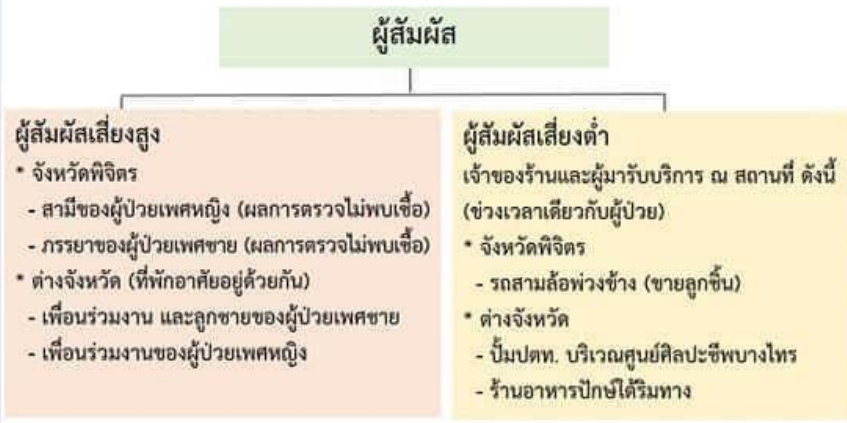 ผู้สัมผัส
ผู้สัมผัสเสี่ยงสูง
* จังหวัดพิจิตร
- สามีของผู้ป่วยเพศหญิง (ผลการตรวจไม่พบเชื้อ)
- ภรรยาของผู้ป่วยเพศชาย (ผลการตรวจไม่พบเชื้อ)
* ต่างจังหวัด (ที่พักอาศัยอยู่ด้วยกัน)
- เพื่อนร่วมงาน และลูกชายของผู้ป่วยเพศชาย
- เพื่อนร่วมงานของผู้ป่วยเพศหญิง
ผู้สัมผัสเสี่ยงต่ำ
เจ้าของร้านและผู้มารับบริการ ณ สถานที่ ดังนี้
(ช่วงเวลาเดียวกับผู้ป่วย)
* จังหวัดพิจิตร
- รถสามล้อพ่วงข้าง (ขายลูกชิ้น)
* ต่างจังหวัด
- ปั๊มปตท. บริเวณศูนย์ศิลปะชีพบางไทร
- ร้านอาหารปักษ์ใต้ริมทาง